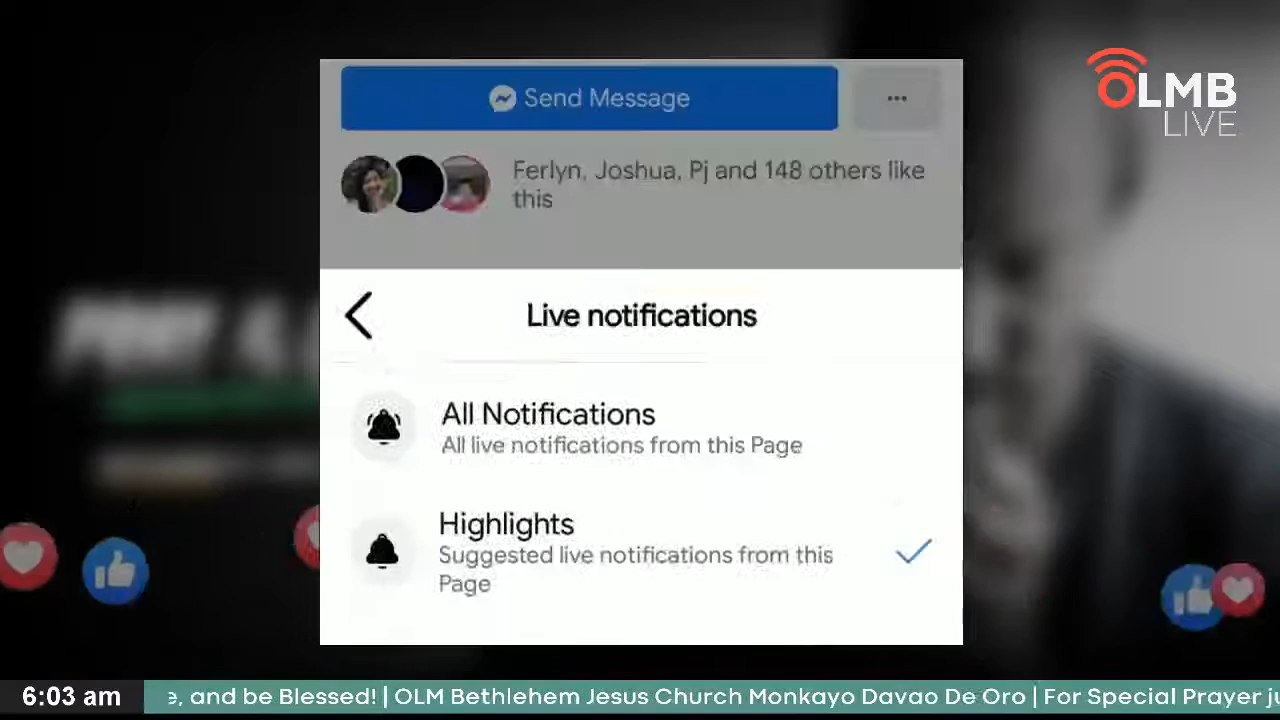 OLMB
LIVE
Send Message
Ferlyn, Joshua, Pj and 148 others like
this
Live notifications
All Notifications
All live notifications from this Page
Highlights
Suggested live notifications from this
Page
6:03 am
e, and be Blessed! | OLM Bethlehem Jesus Church Monkayo Davao De Oro | For Special Prayer ju